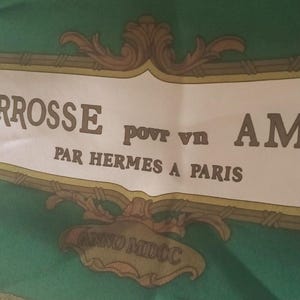 RROSSE povr vn AM
PAR HERMES A PARIS
ANNO MDCC